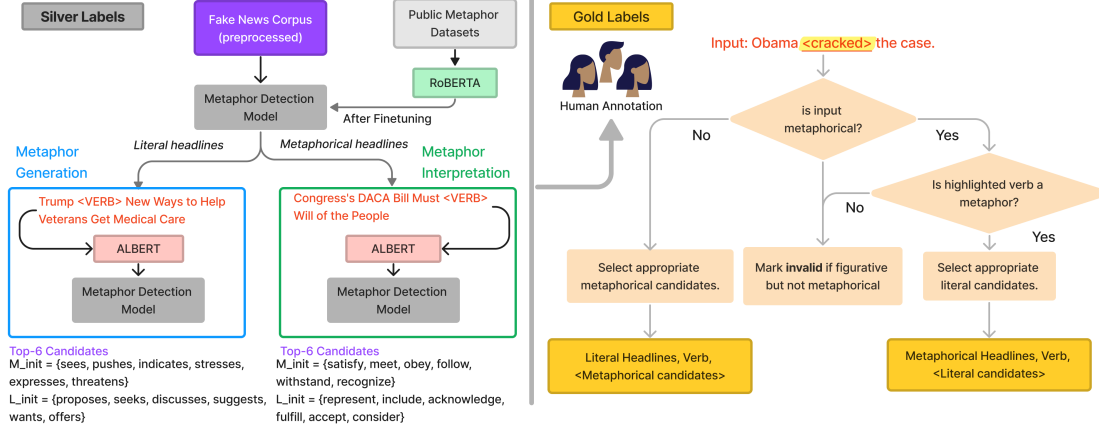 Silver Labels
Fake News Corpus
(preprocessed)
Public Metaphor
Datasets
RoBERTA
Metaphor Detection
Model
After Finetuning
Literal headlines
Metaphorical headlines
Metaphor
Generation
Metaphor
Interpretation
Trump <VERB> New Ways to Help
Veterans Get Medical Care
ALBERT
Metaphor Detection
Model
Congress's DACA Bill Must <VERB>
Will of the People
ALBERT
Metaphor Detection
Model
Top-6 Candidates
M_init = {sees, pushes, indicates, stresses,
expresses, threatens}
L_init = {proposes, seeks, discusses, suggests,
wants, offers}
Top-6 Candidates
M_init = {satisfy, meet, obey, follow,
withstand, recognize}
L_init = {represent, include, acknowledge,
fulfill, accept, consider}
Gold Labels
Human Annotation
Input: Obama <cracked> the case.
is input
metaphorical?
No
Yes
Is highlighted verb a
metaphor?
No
Yes
Select appropriate
metaphorical candidates.
Mark invalid if figurative
but not metaphorical
Select appropriate
literal candidates.
Literal Headlines, Verb,
<Metaphorical candidates>
Metaphorical Headlines, Verb,
<Literal candidates>